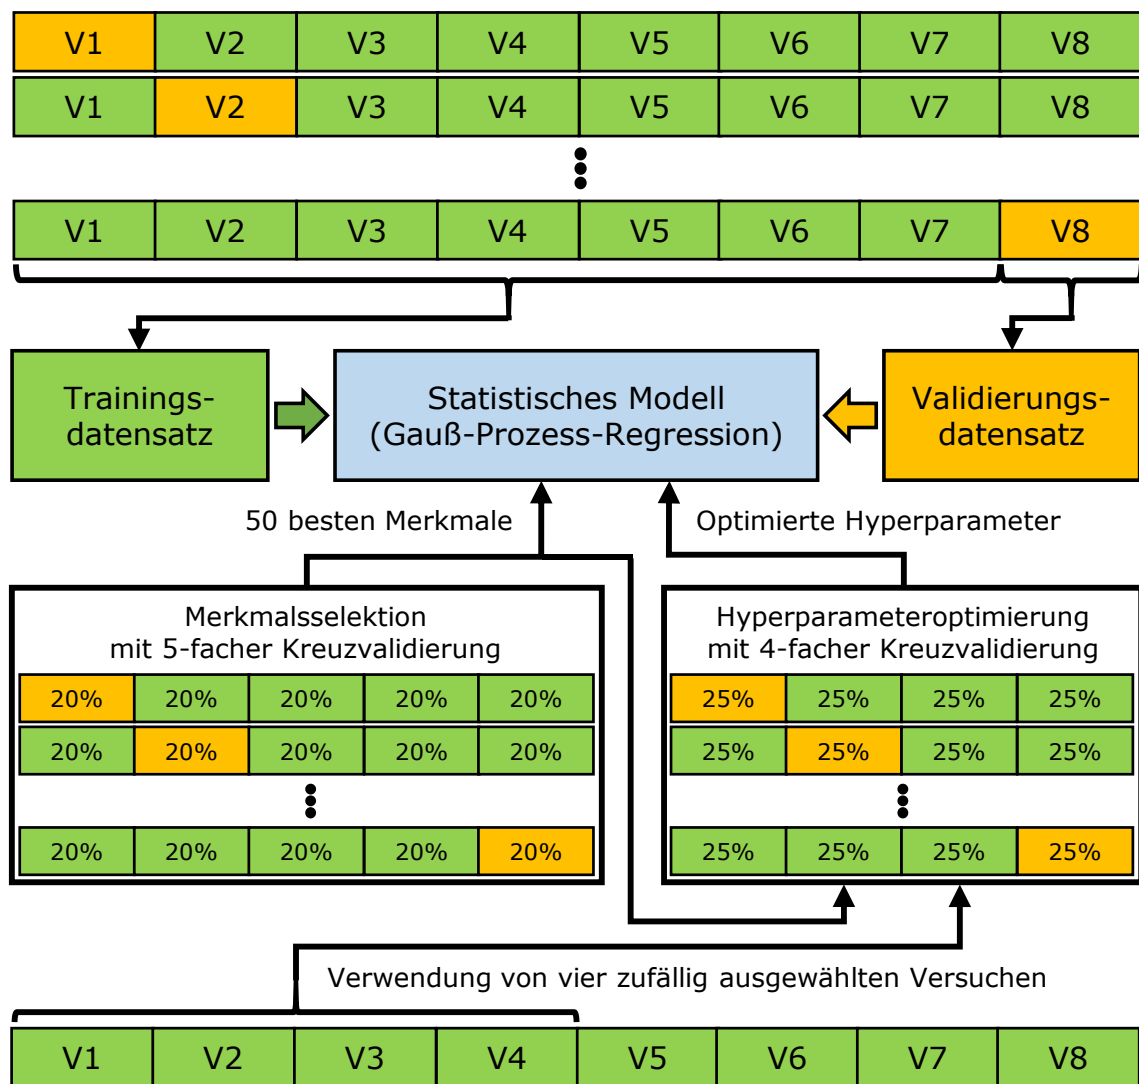 V1 V2 V3 V4 V5 V6 V7 V8
V1 V2 V3 V4 V5 V6 V7 V8
V1 V2 V3 V4 V5 V6 V7 V8
Trainings-
datensatz
Statistisches Modell
(Gauß-Prozess-Regression)
Validierungs-
datensatz
50 besten Merkmale
Optimierte Hyperparameter
Merkmalsselektion
mit 5-facher Kreuzvalidierung
20% 20% 20% 20% 20%
20% 20% 20% 20% 20%
20% 20% 20% 20% 20%
Hyperparameteroptimierung
mit 4-facher Kreuzvalidierung
25% 25% 25% 25%
25% 25% 25% 25%
25% 25% 25% 25%
Verwendung von vier zufällig ausgewählten Versuchen
V1 V2 V3 V4 V5 V6 V7 V8